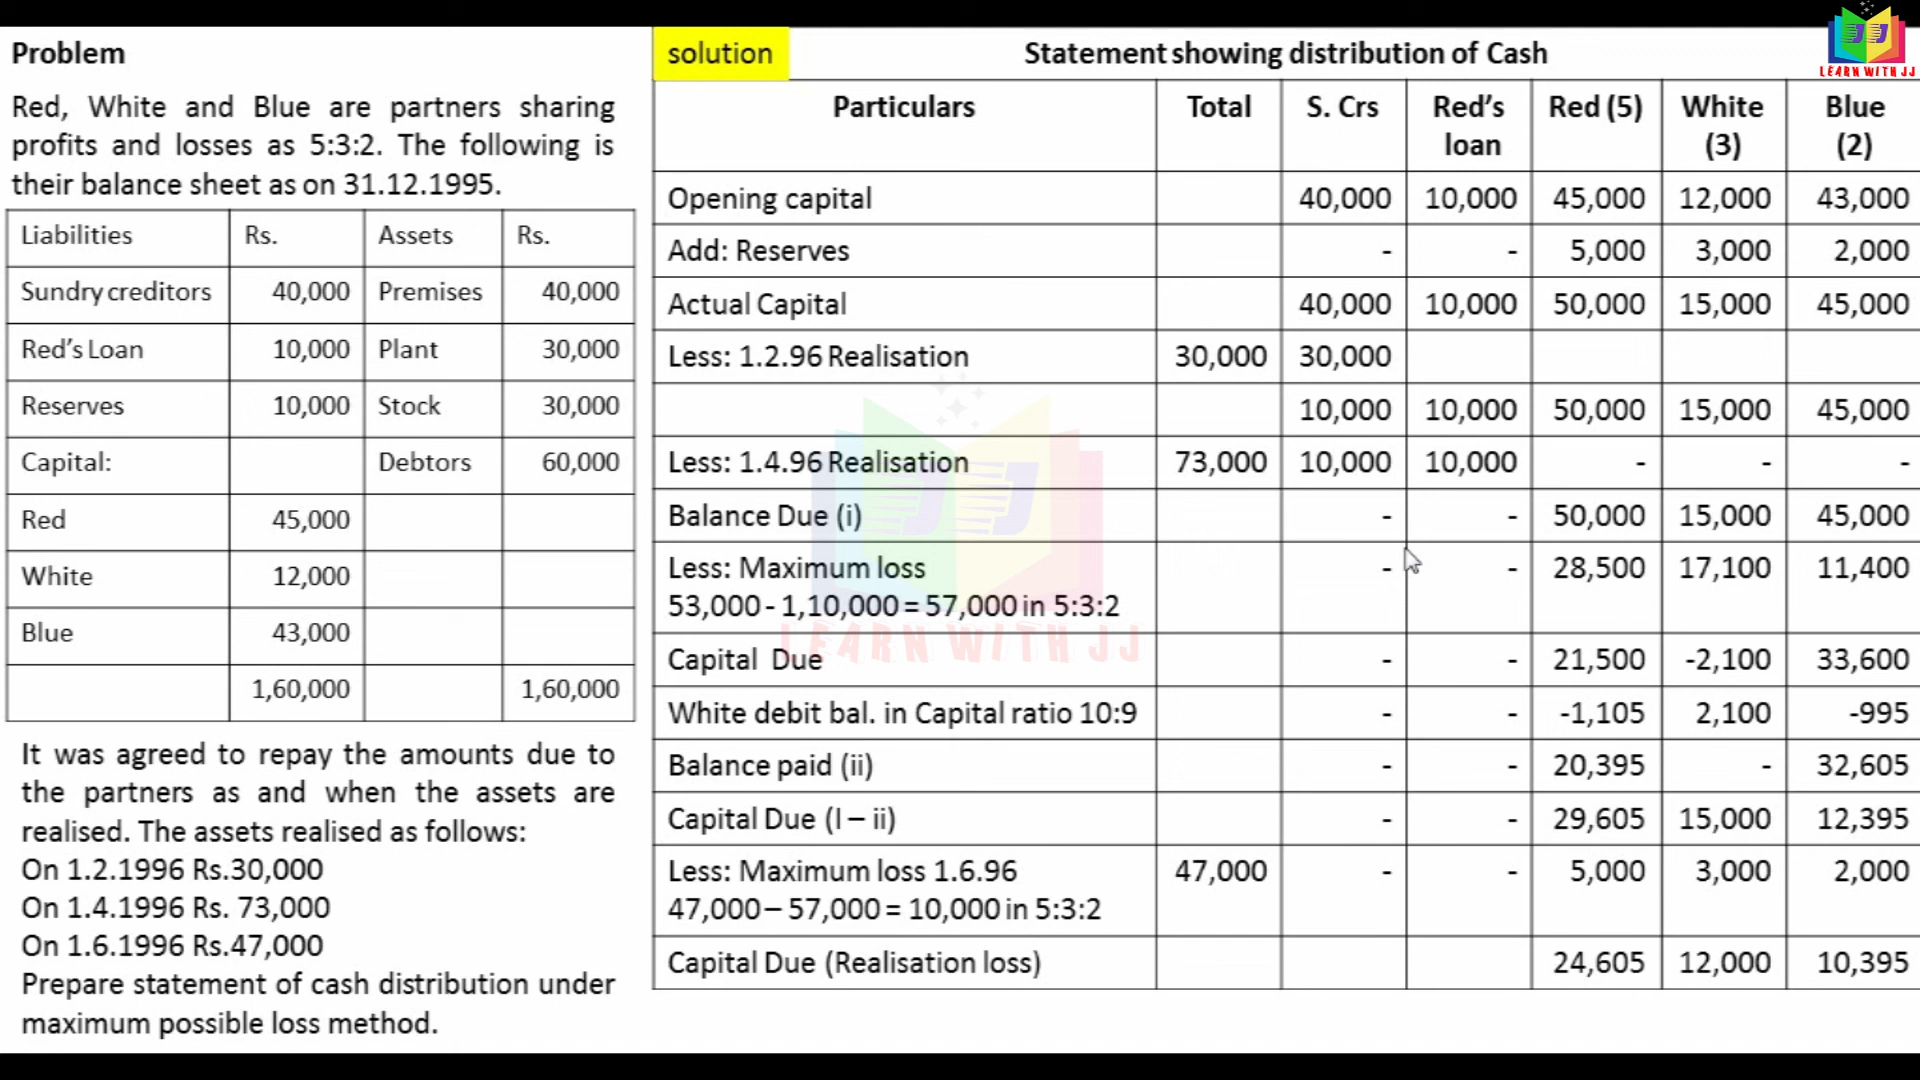 Problem
Red, White and Blue are partners sharing
profits and losses as 5:3:2. The following is
their balance sheet as on 31.12.1995.
Liabilities Rs. Assets Rs.
Sundry creditors 40,000 Premises 40,000
Red's Loan 10,000 Plant 30,000
Reserves 10,000 Stock 30,000
Capital: Debtors 60,000
Red 45,000
White 12,000
Blue 43,000
1,60,000 1,60,000
It was agreed to repay the amounts due to
the partners as and when the assets are
realised. The assets realised as follows:
On 1.2.1996 Rs.30,000
On 1.4.1996 Rs. 73,000
On 1.6.1996 Rs.47,000
Prepare statement of cash distribution under
maximum possible loss method.
solution Statement showing distribution of Cash
Particulars Total S. Crs Red's Red (5) White Blue
loan (3) (2)
Opening capital 40,000 10,000 45,000 12,000 43,000
Add: Reserves - - 5,000 3,000 2,000
Actual Capital 40,000 10,000 50,000 15,000 45,000
Less: 1.2.96 Realisation 30,000 30,000
10,000 10,000 50,000 15,000 45,000
Less: 1.4.96 Realisation 73,000 10,000 10,000 - - -
Balance Due (i) - - 50,000 15,000 45,000
Less: Maximum loss - - 28,500 17,100 11,400
53,000 - 1,10,000 = 57,000 in 5:3:2
Capital Due - - 21,500 -2,100 33,600
White debit bal. in Capital ratio 10:9 - - -1,105 2,100 -995
Balance paid (ii) - - 20,395 - 32,605
Capital Due (I – ii) - - 29,605 15,000 12,395
Less: Maximum loss 1.6.96 47,000 - - 5,000 3,000 2,000
47,000 – 57,000 = 10,000 in 5:3:2
Capital Due (Realisation loss) 24,605 12,000 10,395
JJ
LEARN WITH JJ
JJ
LEARN WITH JJ